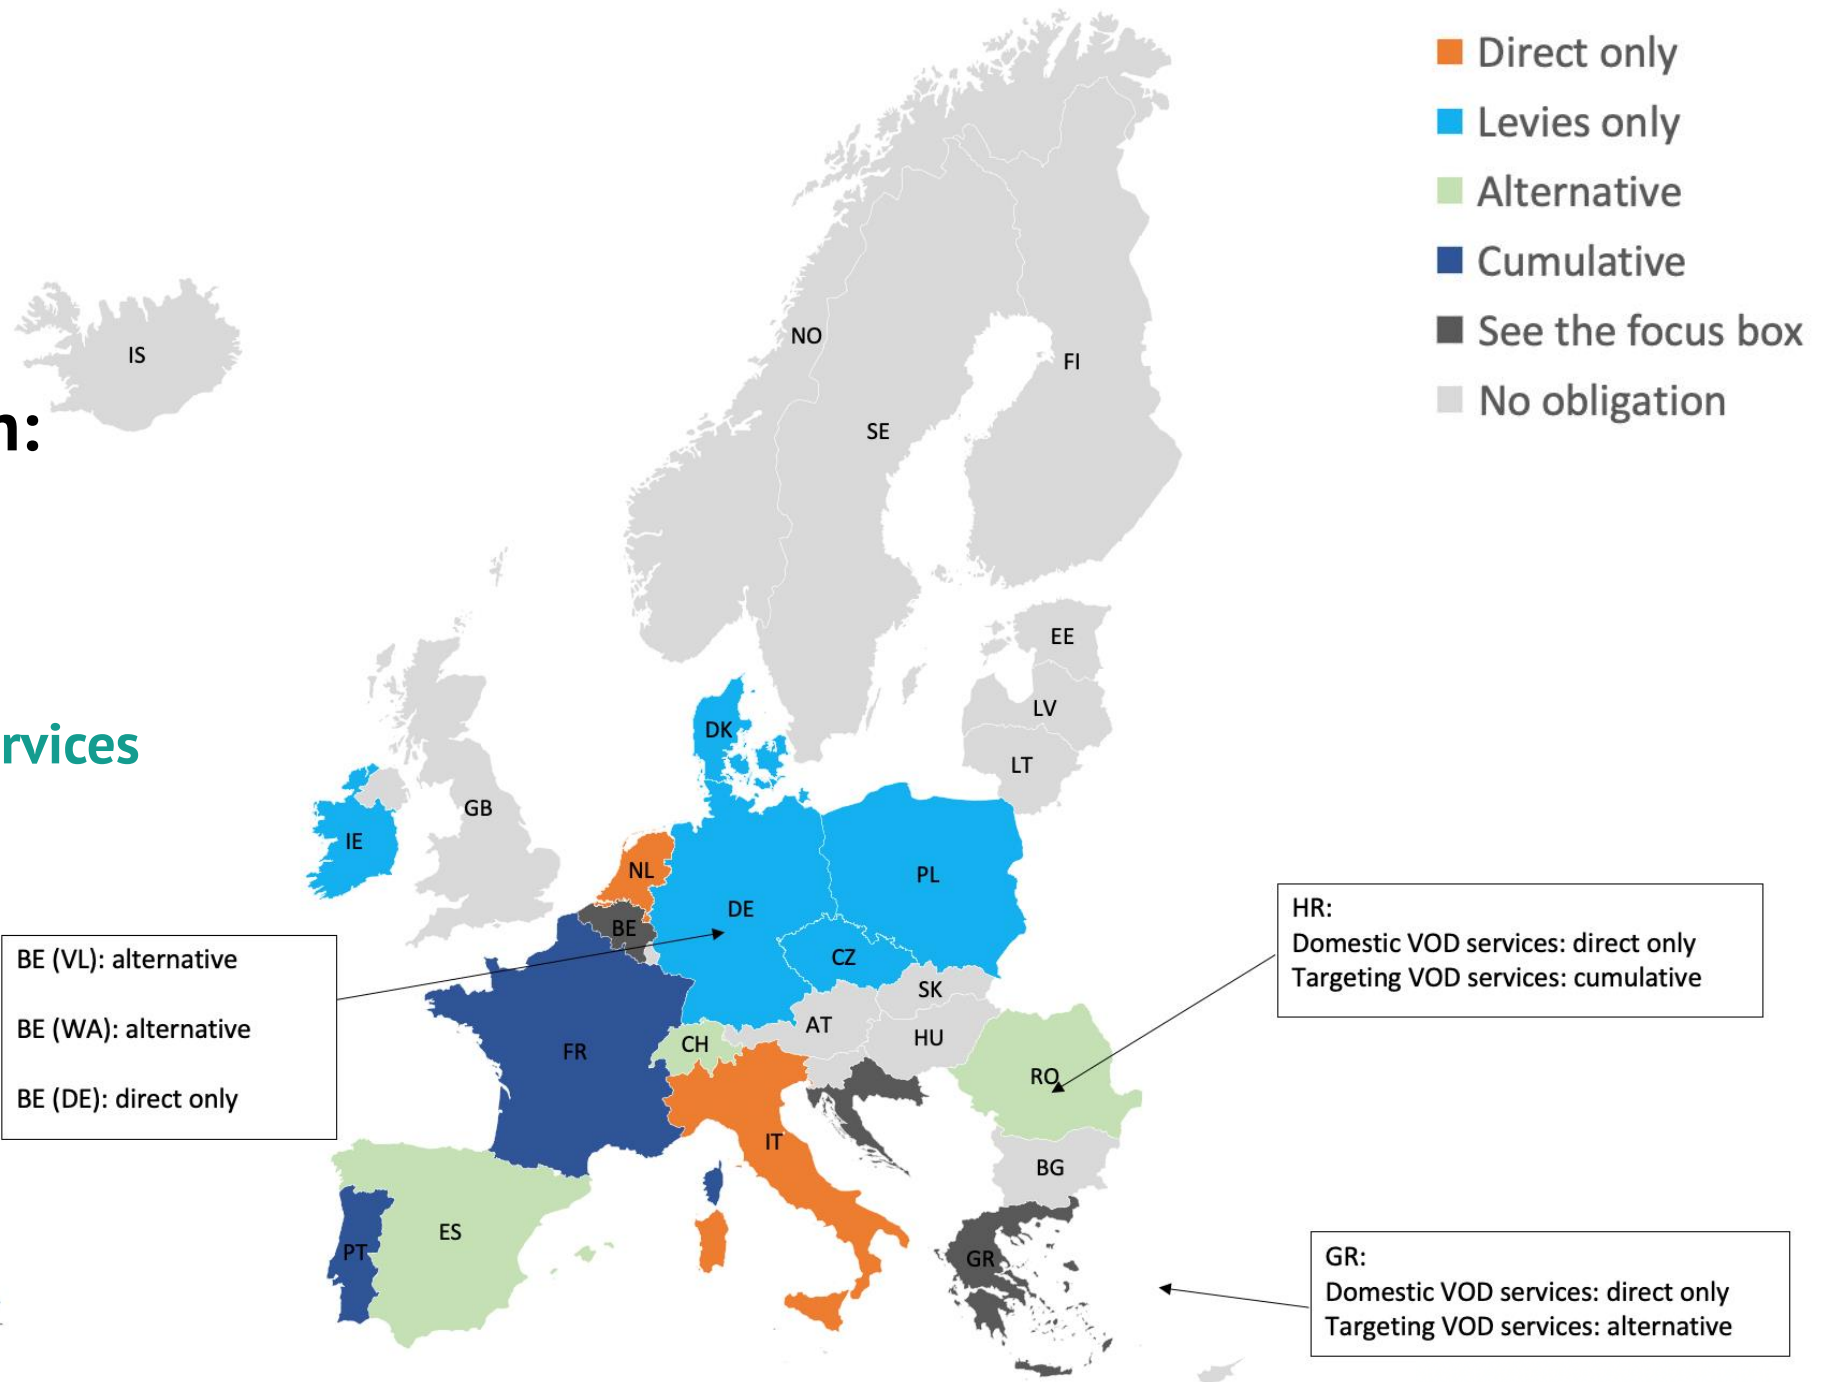 Direct only
Levies only
Alternative
Cumulative
See the focus box
No obligation
IS
NO
FI
SE
n:
EE
LV
LT
DK
rvices
GB
IE
NL
PL
DE
BE
CZ
SK
AT
HU
CH
FR
RO
IT
BG
ES
PT
GR
BE (VL): alternative
BE (WA): alternative
BE (DE): direct only
HR:
Domestic VOD services: direct only
Targeting VOD services: cumulative
GR:
Domestic VOD services: direct only
Targeting VOD services: alternative